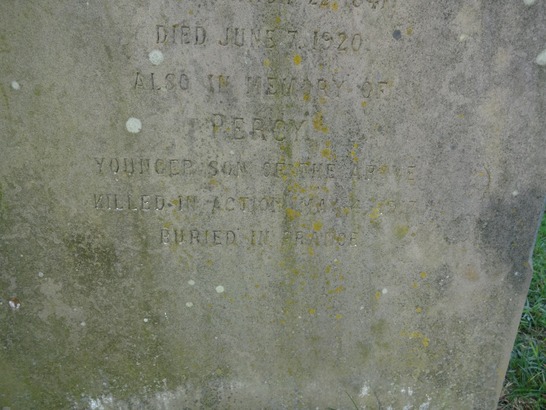 DIED JUNE 7, 1920.
ALSO IN MEMORY OF
PERCY
YOUNGER SON OF THE ABOVE
KILLED IN ACTION MAY
BURIED IN FRANCE